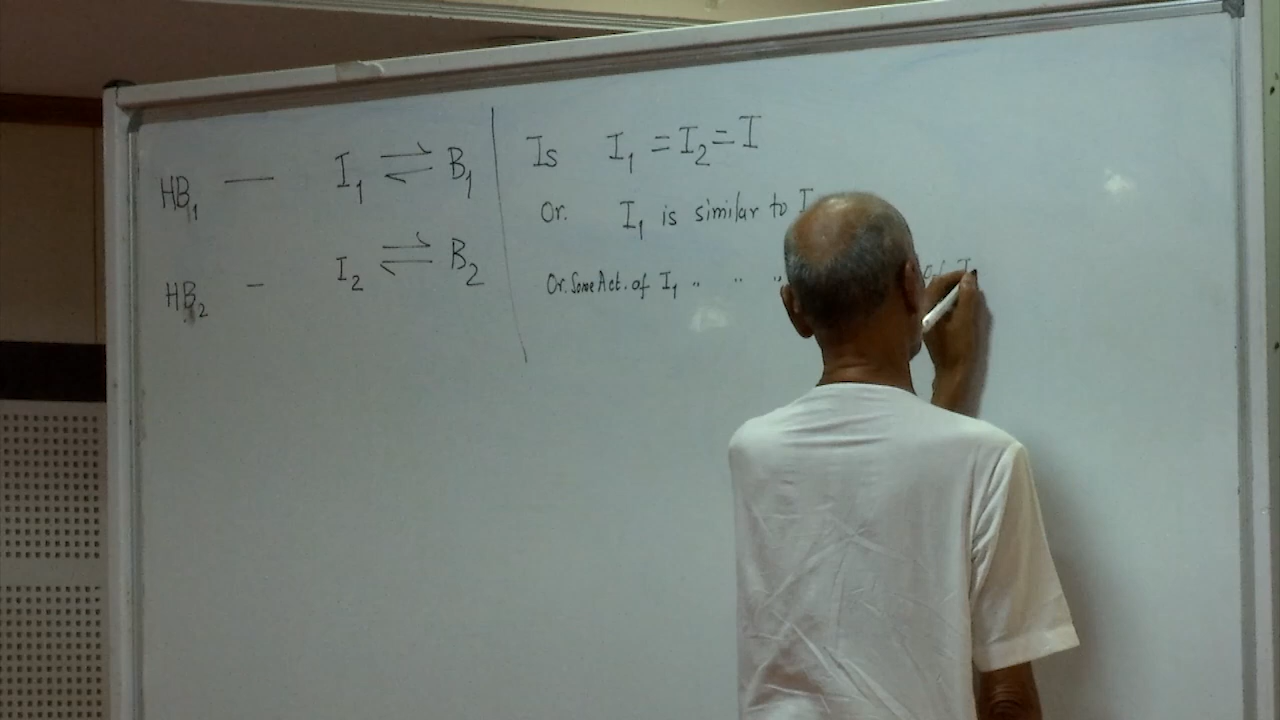 HB₁ — I₁ ⇌ B₁
HB₂ – I₂ ⇌ B₂
Is I₁ = I₂ = I
Or. I₁ is similar to I
Or. Some Act. of I₁ " " " of I